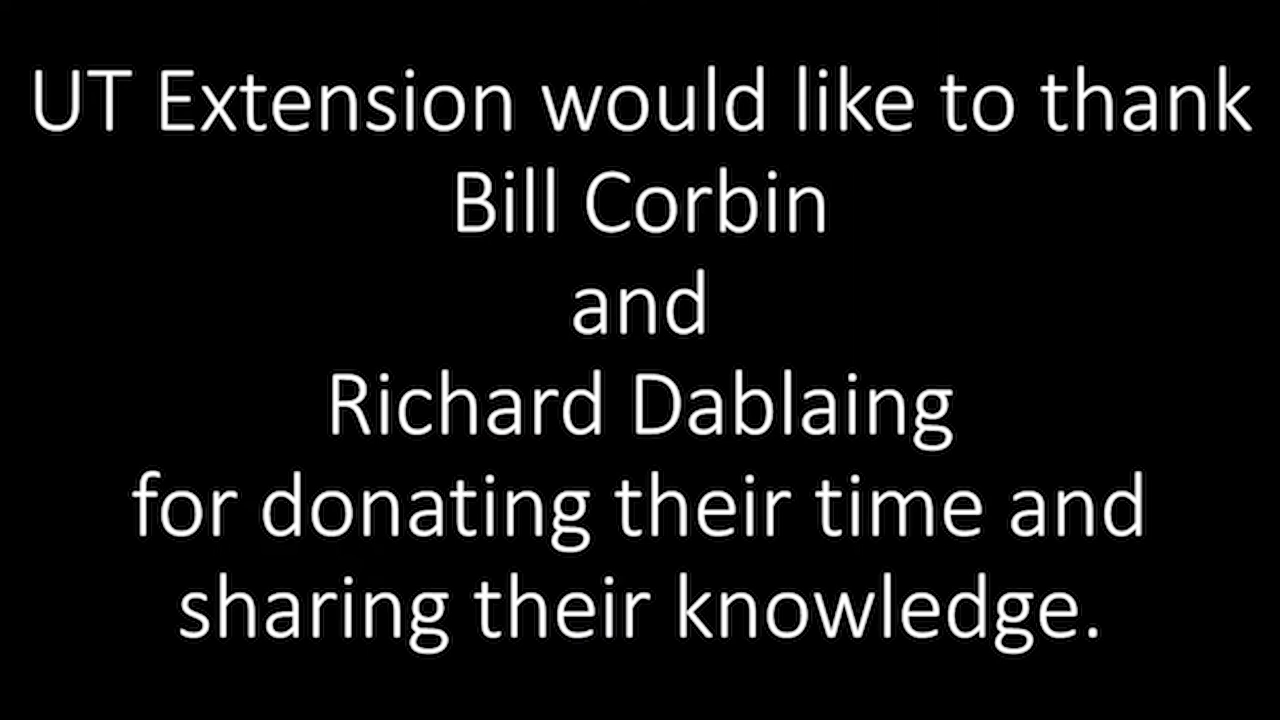 UT Extension would like to thank
Bill Corbin
and
Richard Dablaing
for donating their time and
sharing their knowledge.